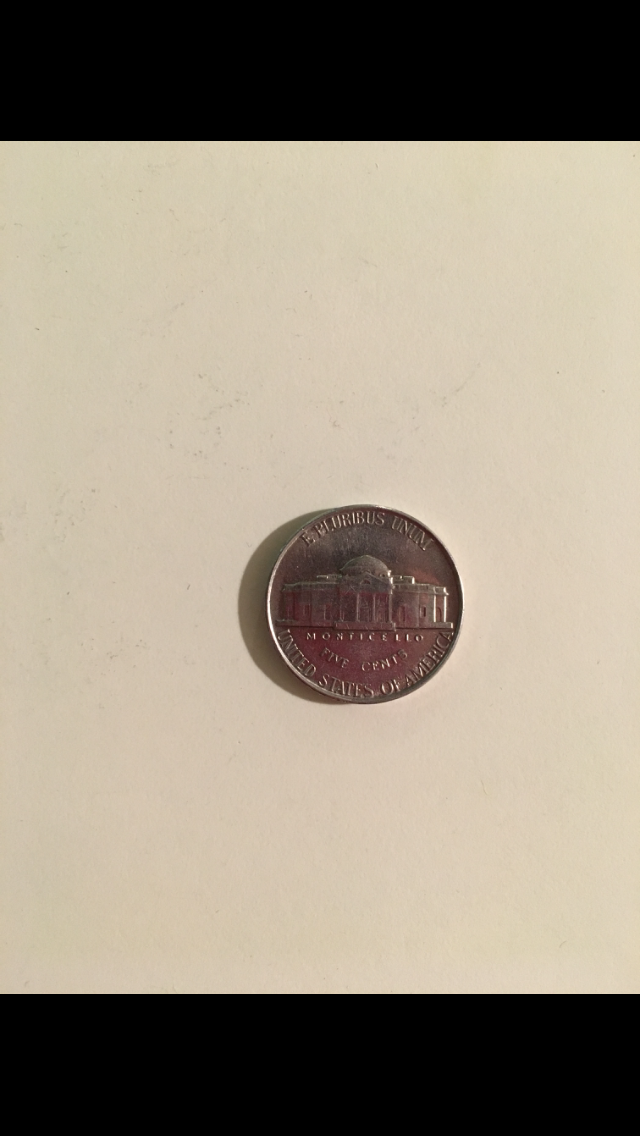 E PLURIBUS UNUM
MONTICELLO
FIVE CENTS
UNITED STATES OF AMERICA